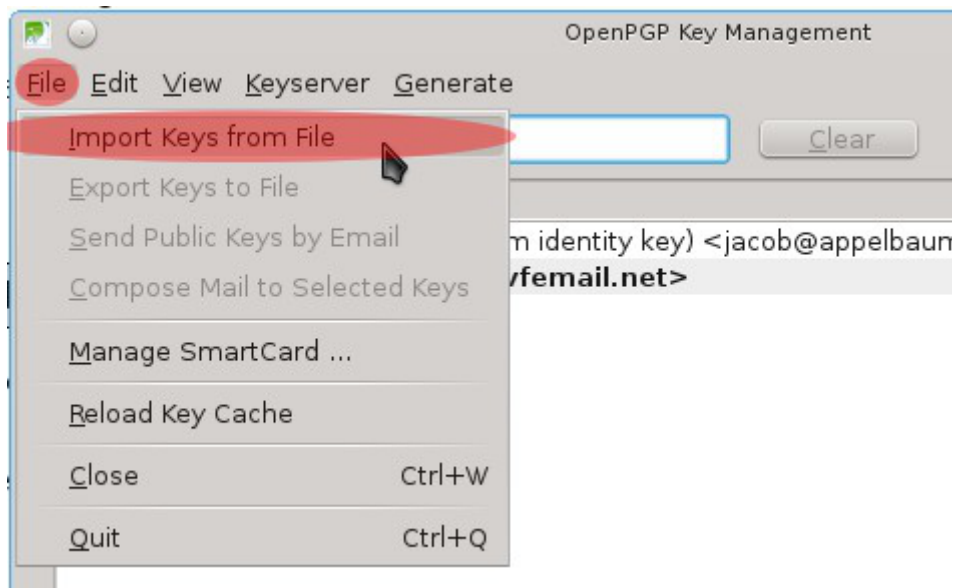 OpenPGP Key Management
File Edit View Keyserver Generate
Import Keys from File
Clear
Export Keys to File
Send Public Keys by Email
identity key) <jacob@appelbaum
Compose Mail to Selected Keys
Manage SmartCard ...
Reload Key Cache
Close Ctrl+W
Quit Ctrl+Q